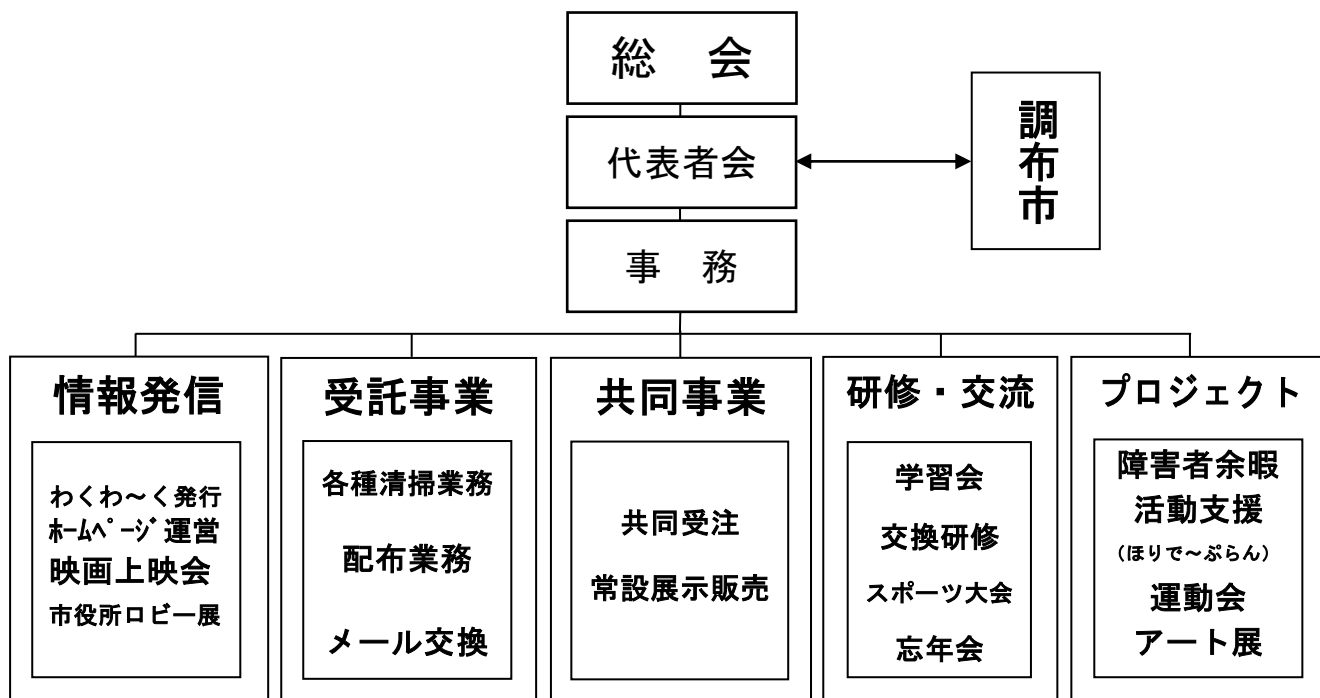 総　会
代表者会
調布市
事　務
情報発信
わくわ～く発行
ﾎｰﾑﾍﾟｰｼﾞ運営
映画上映会
市役所ロビー展
受託事業
各種清掃業務
配布業務
メール交換
共同事業
共同受注
常設展示販売
研修・交流
学習会
交換研修
スポーツ大会
忘年会
プロジェクト
障害者余暇
活動支援
（ほりで～ぷらん）
運動会
アート展